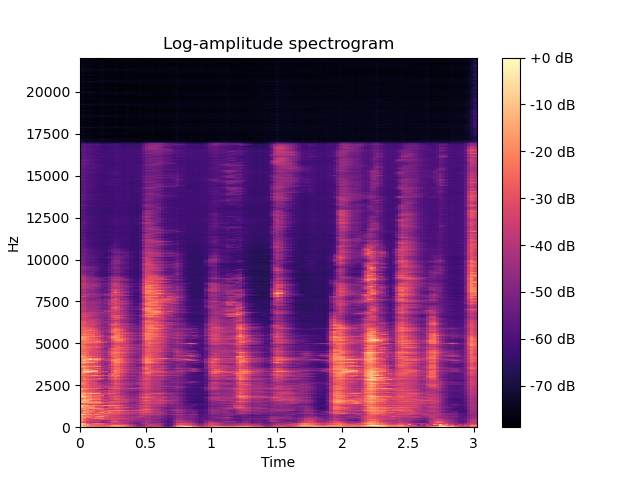 Log-amplitude spectrogram
20000
17500
15000
12500
10000
7500
5000
2500
0
Hz
0 0.5 1 1.5 2 2.5 3
Time
+0 dB
-10 dB
-20 dB
-30 dB
-40 dB
-50 dB
-60 dB
-70 dB